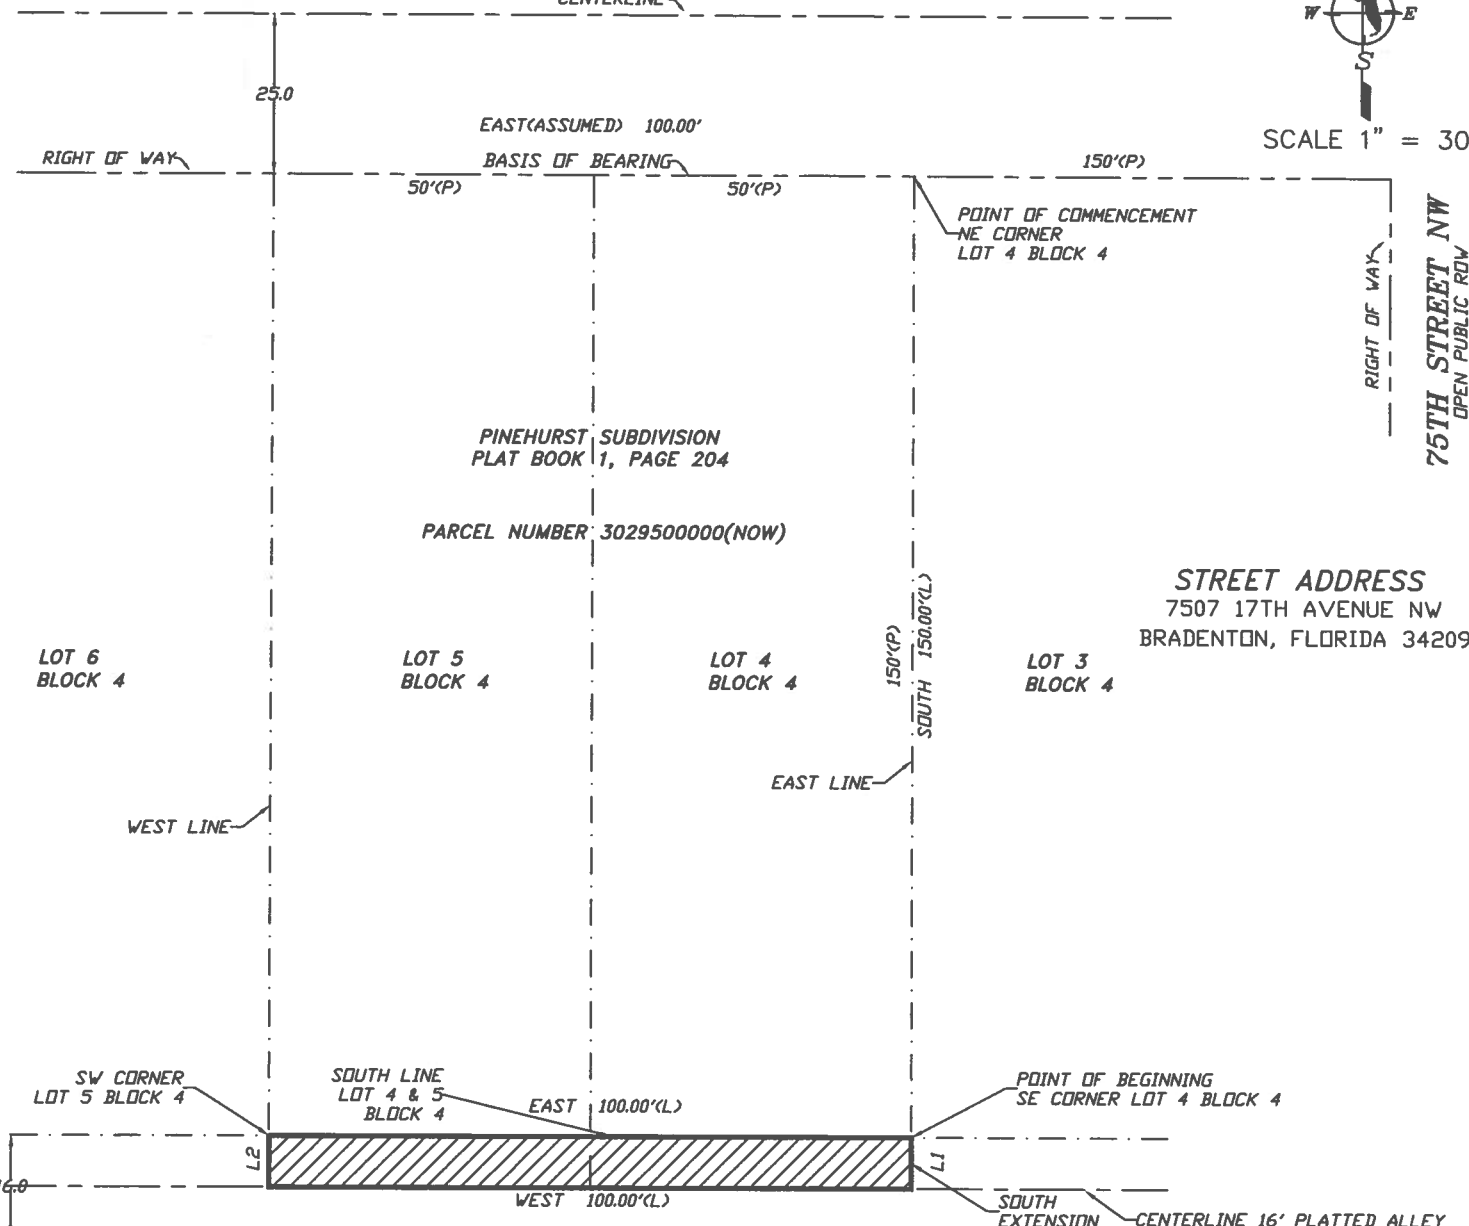 CENTERLINE
W E
S
25.0
SCALE 1" = 30
EAST(ASSUMED) 100.00'
RIGHT OF WAY
BASIS OF BEARING
150'(P)
50'(P)
50'(P)
POINT OF COMMENCEMENT
NE CORNER
LOT 4 BLOCK 4
RIGHT OF WAY
75TH STREET NW
OPEN PUBLIC ROW
PINEHURST SUBDIVISION
PLAT BOOK 1, PAGE 204
PARCEL NUMBER 3029500000(NOW)
STREET ADDRESS
7507 17TH AVENUE NW
BRADENTON, FLORIDA 34209
LOT 6
BLOCK 4
LOT 5
BLOCK 4
LOT 4
BLOCK 4
150'(P)
SOUTH 150.00'(L)
LOT 3
BLOCK 4
EAST LINE
WEST LINE
SW CORNER
LOT 5 BLOCK 4
SOUTH LINE
LOT 4 & 5
BLOCK 4
EAST 100.00'(L)
POINT OF BEGINNING
SE CORNER LOT 4 BLOCK 4
L2
L1
16.0
WEST 100.00'(L)
SOUTH
EXTENSION
CENTERLINE 16' PLATTED ALLEY